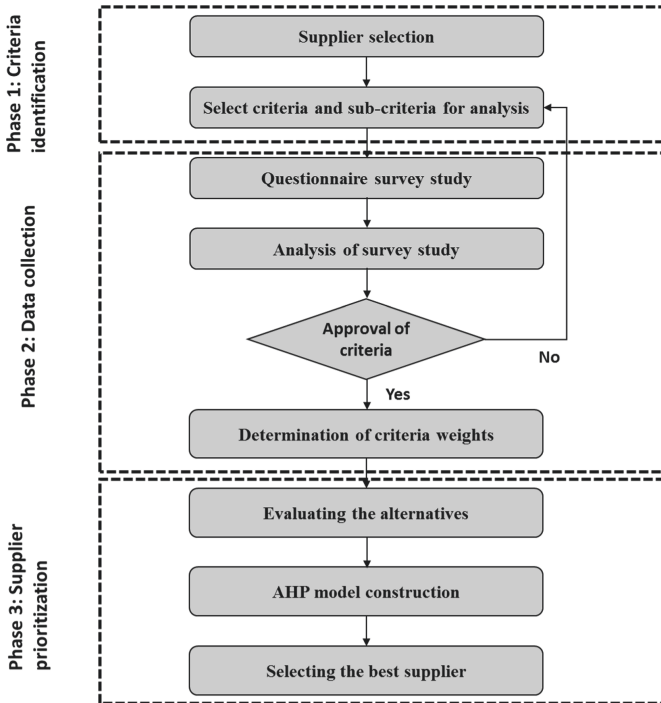 Phase 1: Criteria
identification
Supplier selection
Select criteria and sub-criteria for analysis
Phase 2: Data collection
Questionnaire survey study
Analysis of survey study
Approval of
criteria
No
Yes
Determination of criteria weights
Phase 3: Supplier
prioritization
Evaluating the alternatives
AHP model construction
Selecting the best supplier